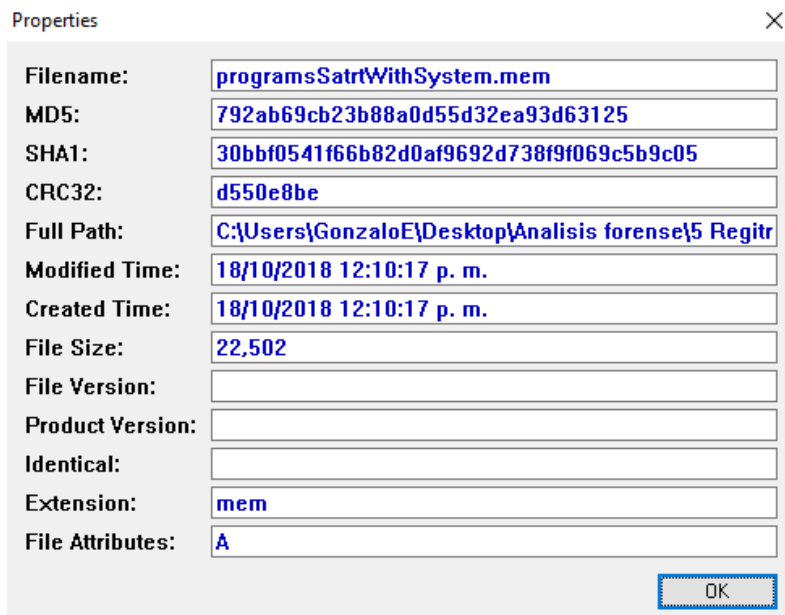 Properties
Filename: programsSatrtWithSystem.mem
MD5: 792ab69cb23b88a0d55d32ea93d63125
SHA1: 30bbf0541f66b82d0af9692d738f9f069c5b9c05
CRC32: d550e8be
Full Path: C:\Users\GonzaloE\Desktop\Analisis forense\5 Regitr
Modified Time: 18/10/2018 12:10:17 p. m.
Created Time: 18/10/2018 12:10:17 p. m.
File Size: 22,502
File Version:
Product Version:
Identical:
Extension: mem
File Attributes: A
OK